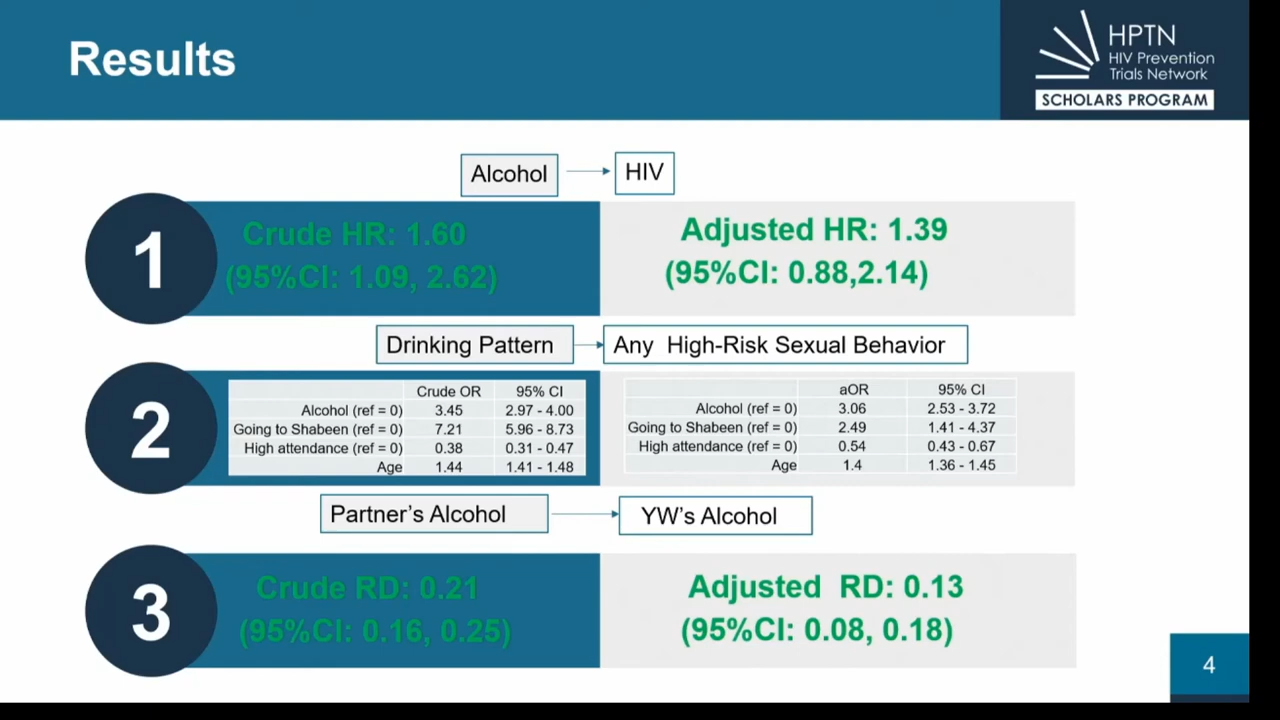 Results
HPTN
HIV Prevention
Trials Network
SCHOLARS PROGRAM
Alcohol HIV
1
Crude HR: 1.60
(95%CI: 1.09, 2.62)
Adjusted HR: 1.39
(95%CI: 0.88,2.14)
Drinking Pattern Any High-Risk Sexual Behavior
2
Crude OR 95% CI
Alcohol (ref = 0) 3.45 2.97 - 4.00
Going to Shabeen (ref = 0) 7.21 5.96 - 8.73
High attendance (ref = 0) 0.38 0.31 - 0.47
Age 1.44 1.41 - 1.48
aOR 95% CI
Alcohol (ref = 0) 3.06 2.53 - 3.72
Going to Shabeen (ref = 0) 2.49 1.41 - 4.37
High attendance (ref = 0) 0.54 0.43 - 0.67
Age 1.4 1.36 - 1.45
Partner's Alcohol YW's Alcohol
3
Crude RD: 0.21
(95%CI: 0.16, 0.25)
Adjusted RD: 0.13
(95%CI: 0.08, 0.18)
4